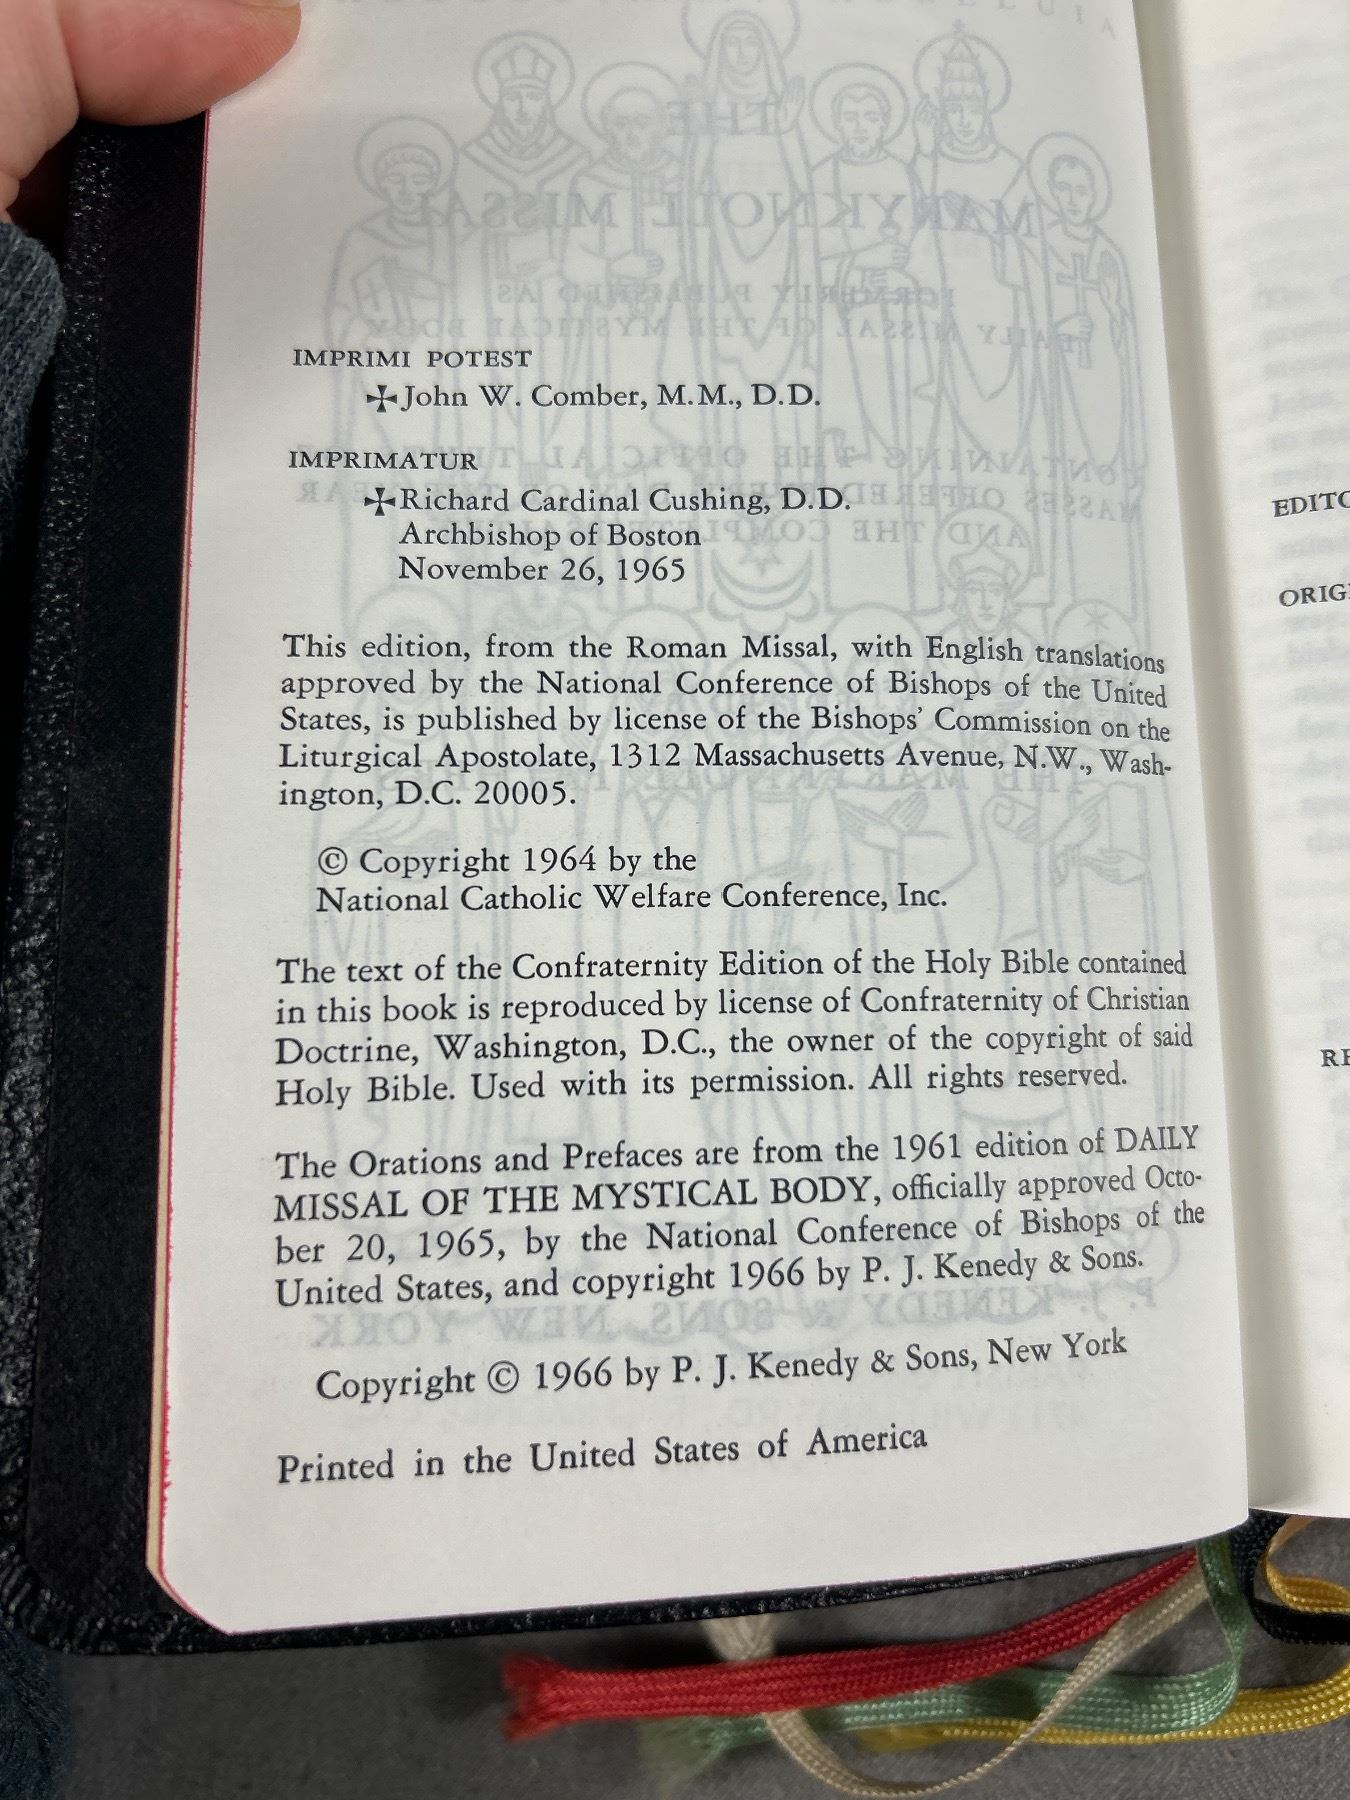 IMPRIMI POTEST
✠John W. Comber, M.M., D.D.
IMPRIMATUR
✠Richard Cardinal Cushing, D.D.
Archbishop of Boston
November 26, 1965
This edition, from the Roman Missal, with English translations
approved by the National Conference of Bishops of the United
States, is published by license of the Bishops' Commission on the
Liturgical Apostolate, 1312 Massachusetts Avenue, N.W., Wash-
ington, D.C. 20005.
© Copyright 1964 by the
National Catholic Welfare Conference, Inc.
The text of the Confraternity Edition of the Holy Bible contained
in this book is reproduced by license of Confraternity of Christian
Doctrine, Washington, D.C., the owner of the copyright of said
Holy Bible. Used with its permission. All rights reserved.
The Orations and Prefaces are from the 1961 edition of DAILY
MISSAL OF THE MYSTICAL BODY, officially approved Octo-
ber 20, 1965, by the National Conference of Bishops of the
United States, and copyright 1966 by P. J. Kenedy & Sons.
Copyright © 1966 by P. J. Kenedy & Sons, New York
Printed in the United States of America
EDITO
ORIG
RE